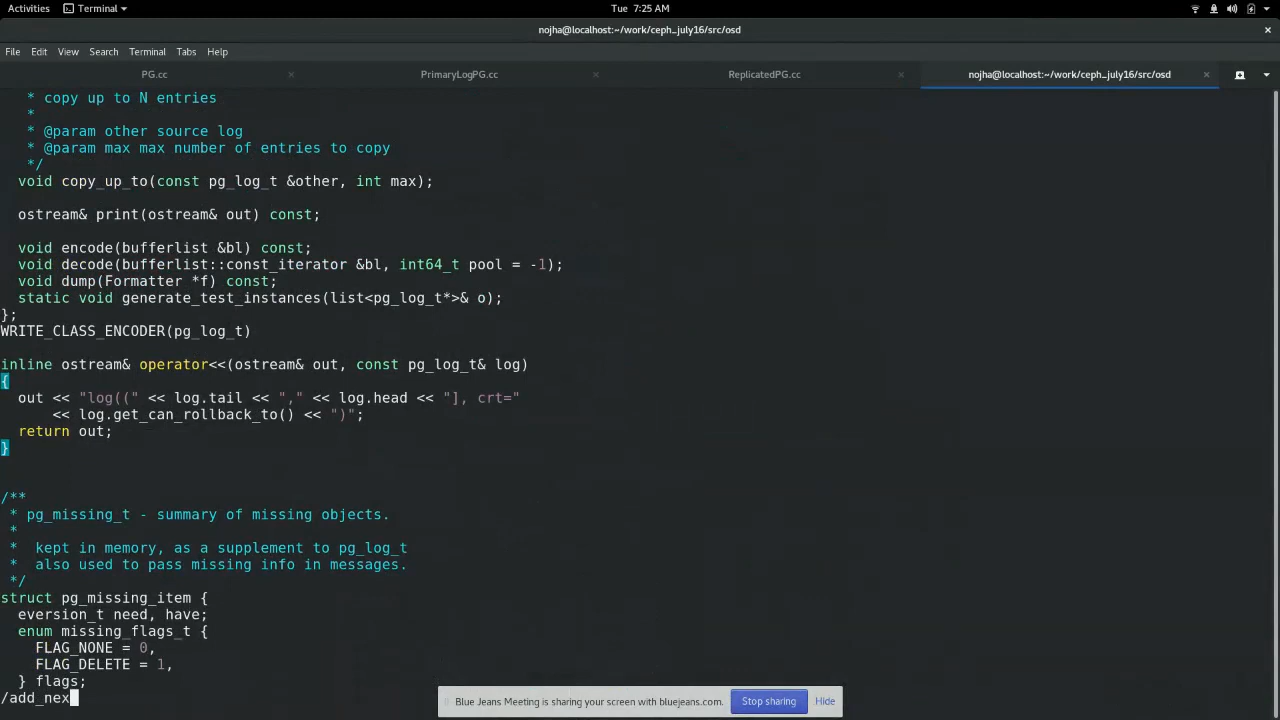 Activities Terminal Tue 7:25 AM
nojha@localhost:~/work/ceph_july16/src/osd
File Edit View Search Terminal Tabs Help
PG.cc PrimaryLogPG.cc ReplicatedPG.cc nojha@localhost:~/work/ceph_july16/src/osd
* copy up to N entries
*
* @param other source log
* @param max max number of entries to copy
*/
void copy_up_to(const pg_log_t &other, int max);
ostream& print(ostream& out) const;
void encode(bufferlist &bl) const;
void decode(bufferlist::const_iterator &bl, int64_t pool = -1);
void dump(Formatter *f) const;
static void generate_test_instances(list<pg_log_t*>& o);
};
WRITE_CLASS_ENCODER(pg_log_t)
inline ostream& operator<<(ostream& out, const pg_log_t& log)
{
out << "log((" << log.tail << "," << log.head << "], crt="
<< log.get_can_rollback_to() << ")";
return out;
}
/**
* pg_missing_t - summary of missing objects.
*
* kept in memory, as a supplement to pg_log_t
* also used to pass missing info in messages.
*/
struct pg_missing_item {
eversion_t need, have;
enum missing_flags_t {
FLAG_NONE = 0,
FLAG_DELETE = 1,
} flags;
/add_nex
Blue Jeans Meeting is sharing your screen with bluejeans.com. Stop sharing Hide